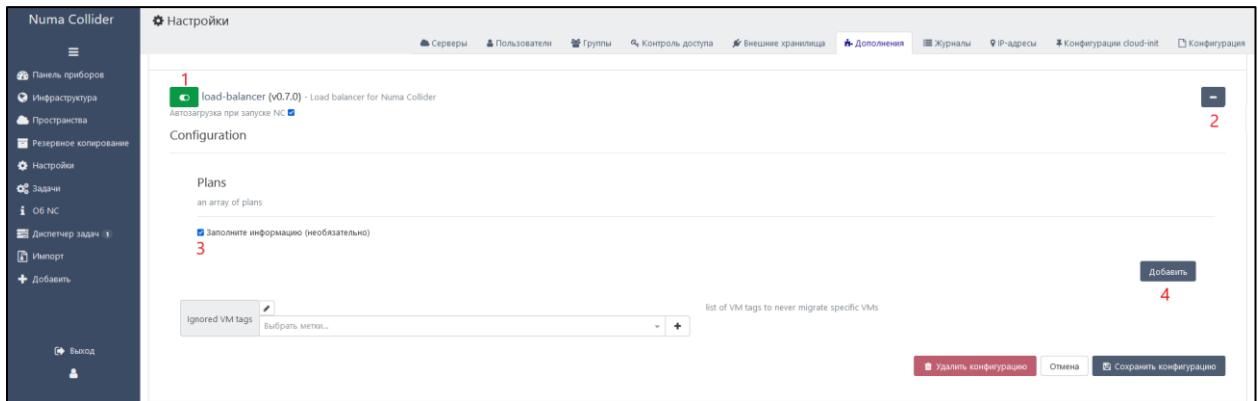 Numa Collider
Настройки
Серверы Пользователи Группы Контроль доступа Внешние хранилища Дополнения Журналы IP-адресы Конфигурации cloud-init Конфигурация
Панель приборов
Инфраструктура
Пространства
Резервное копирование
Настройки
Задачи
Об NC
Диспетчер задач 1
Импорт
Добавить
Выход
1
load-balancer (v0.7.0) - Load balancer for Numa Collider
Автозагрузка при запуске NC
2
Configuration
Plans
an array of plans
Заполните информацию (необязательно)
3
Добавить
4
Ignored VM tags
Выбрать метки...
list of VM tags to never migrate specific VMs
Удалить конфигурацию Отмена Сохранить конфигурацию